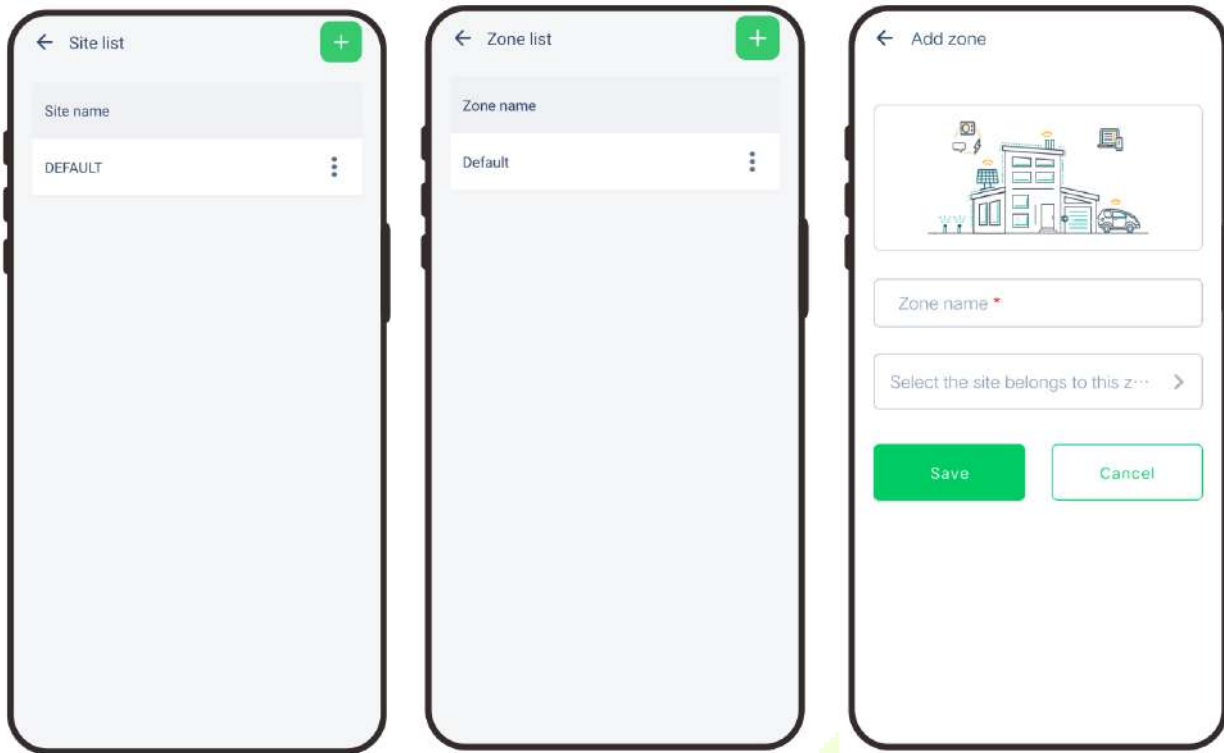 Site list
+
Site name
DEFAULT
Zone list
+
Zone name
Default
Add zone
Zone name *
Select the site belongs to this z···
Save
Cancel